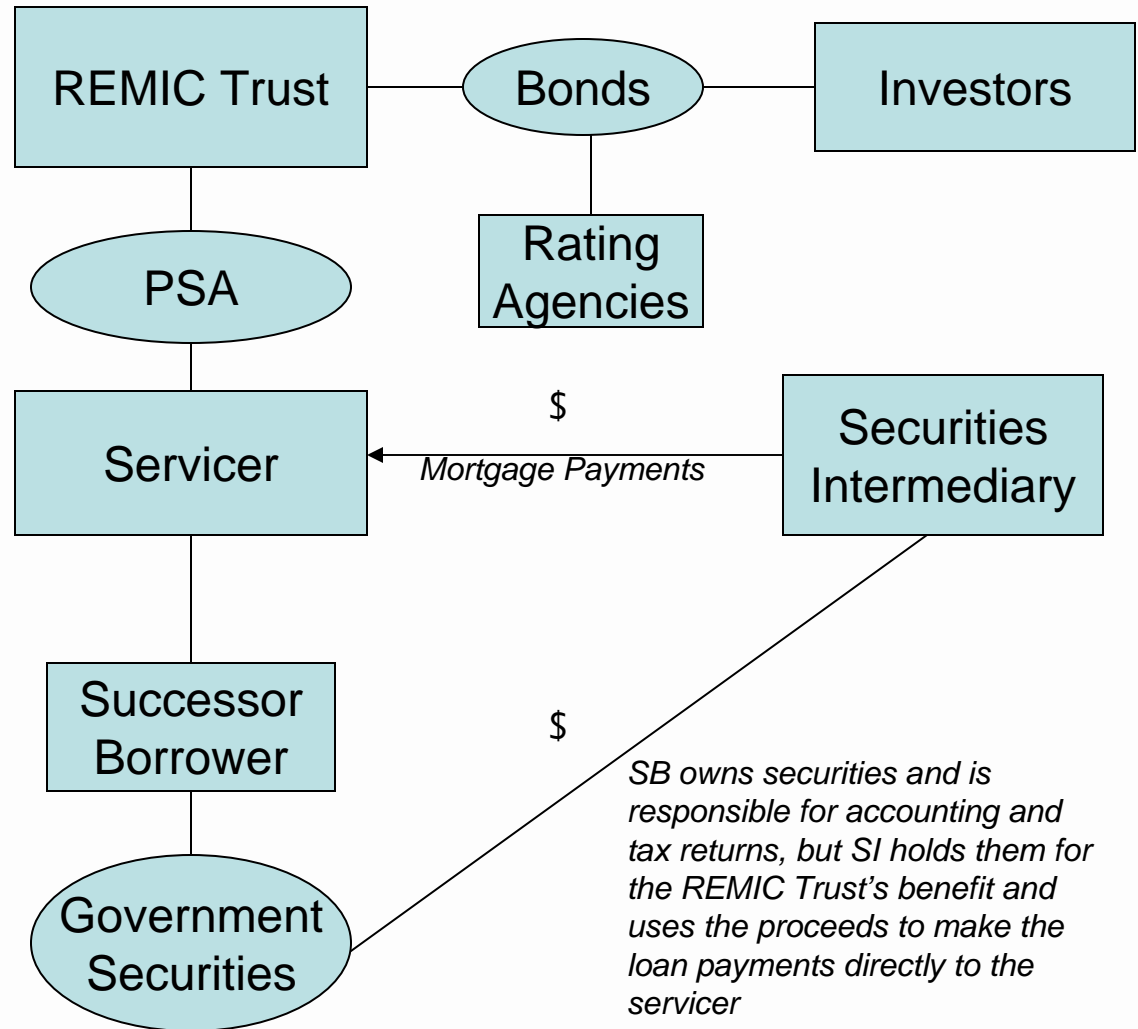 REMIC Trust
Bonds
Investors
Rating
Agencies
PSA
$
Servicer
Mortgage Payments
Securities
Intermediary
Successor
Borrower
$
SB owns securities and is
responsible for accounting and
tax returns, but SI holds them for
the REMIC Trust’s benefit and
uses the proceeds to make the
loan payments directly to the
servicer
Government
Securities